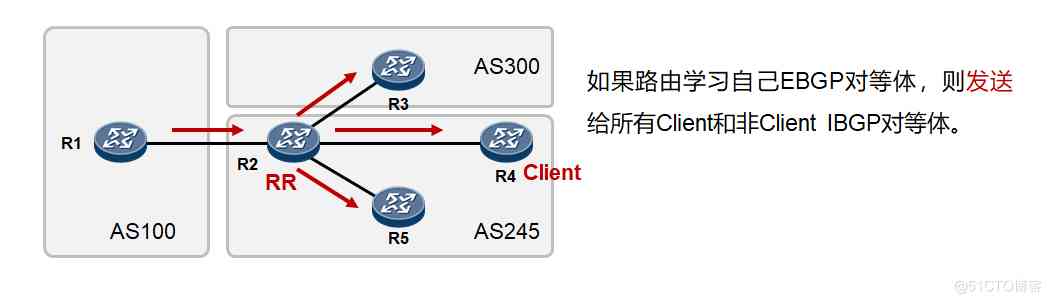 AS300
R3
如果路由学习自己EBGP对等体，则发送
给所有Client和非Client IBGP对等体。
R1
R2
RR
R4
Client
R5
AS100
AS245
@51CTO博客